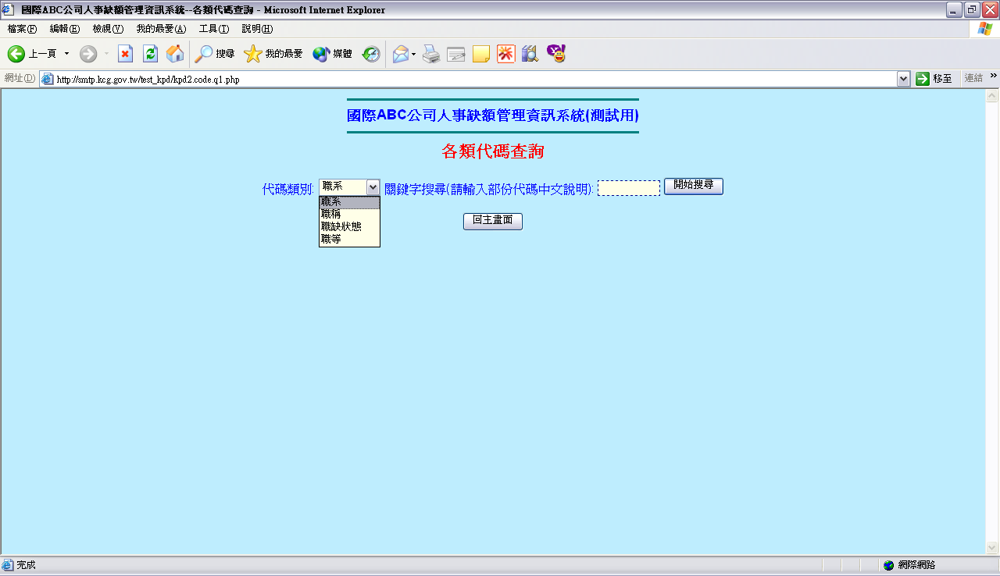 國際ABC公司人事缺額管理資訊系統--各類代碼查詢 - Microsoft Internet Explorer
檔案(F) 編輯(E) 檢視(V) 我的最愛(A) 工具(T) 說明(H)
上一頁 搜尋 我的最愛 媒體
網址(D) http://smtp.kcg.gov.tw/test_kpd/kpd2.code.q1.php 移至 連結 »
國際ABC公司人事缺額管理資訊系統(測試用)
各類代碼查詢
代碼類別: 職系 關鍵字搜尋(請輸入部份代碼中文說明): 開始搜尋
職系
職稱
職缺狀態
職等
回主畫面
完成 網際網路